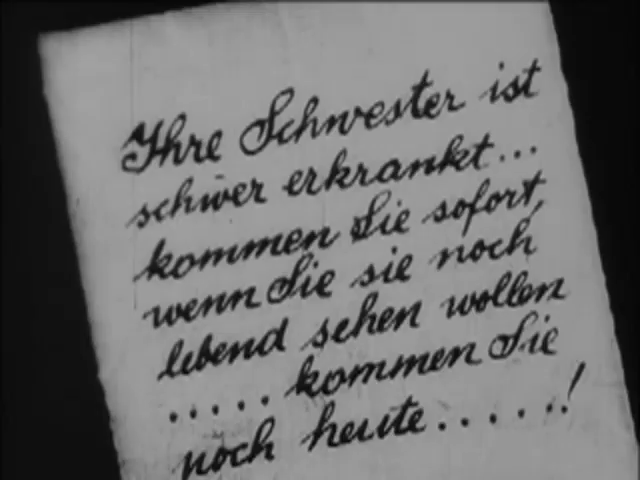 Ihre Schwester ist
schwer erkrankt...
kommen Sie sofort,
wenn Sie sie noch
lebend sehen wollen
..... kommen Sie
noch heute.....!